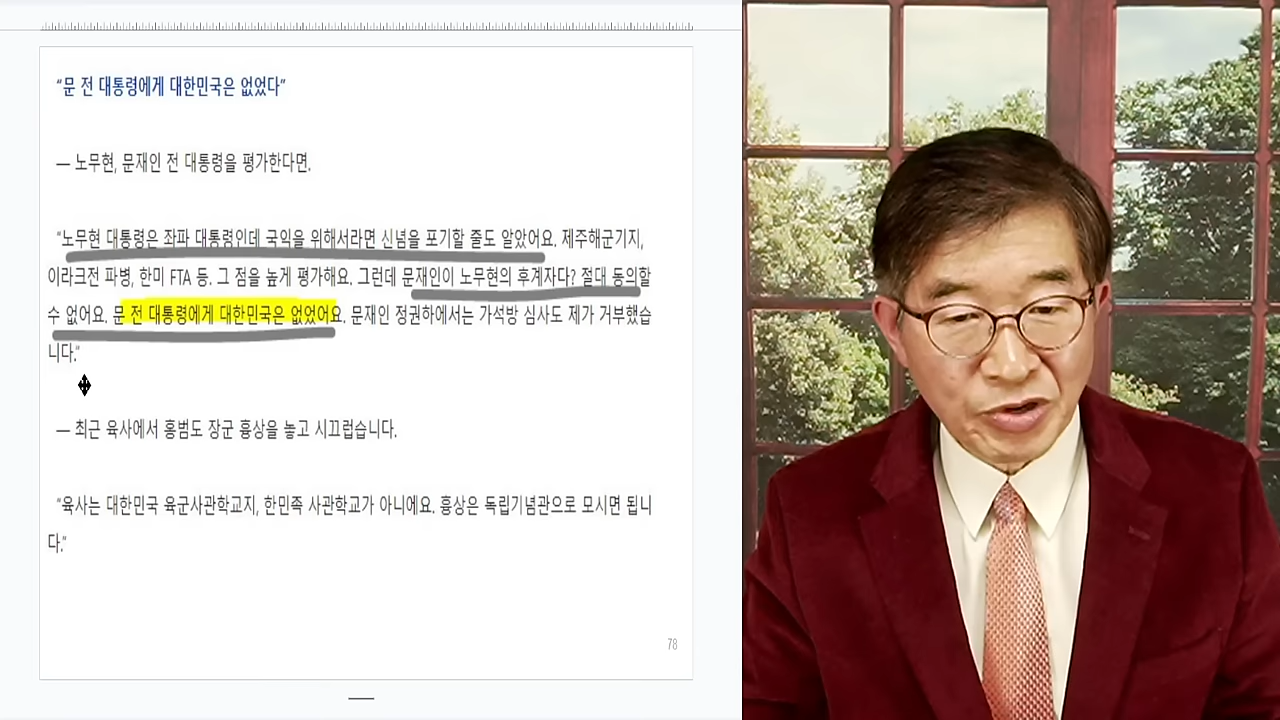 “문 전 대통령에게 대한민국은 없었다”
— 노무현, 문재인 전 대통령을 평가한다면.
“노무현 대통령은 좌파 대통령인데 국익을 위해서라면 신념을 포기할 줄도 알았어요. 제주해군기지,
이라크전 파병, 한미 FTA 등. 그 점을 높게 평가해요. 그런데 문재인이 노무현의 후계자다? 절대 동의할
수 없어요. 문 전 대통령에게 대한민국은 없었어요. 문재인 정권하에서는 가석방 심사도 제가 거부했습
니다.”
— 최근 육사에서 홍범도 장군 흉상을 놓고 시끄럽습니다.
“육사는 대한민국 육군사관학교지, 한민족 사관학교가 아니에요. 흉상은 독립기념관으로 모시면 됩니
다.”
78